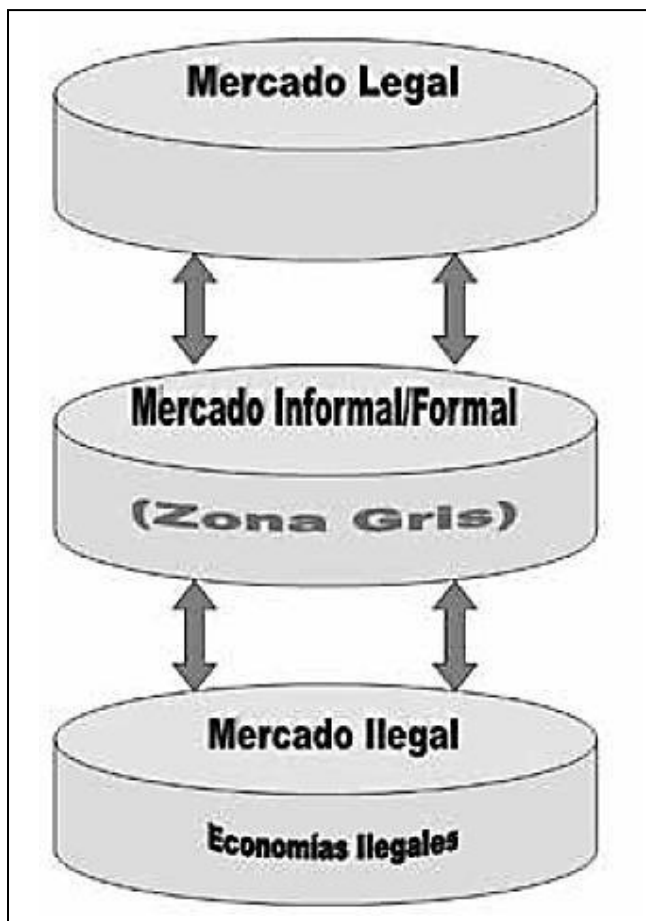 Mercado Legal
Mercado Informal/Formal
(Zona Gris)
Mercado Ilegal
Economías Ilegales